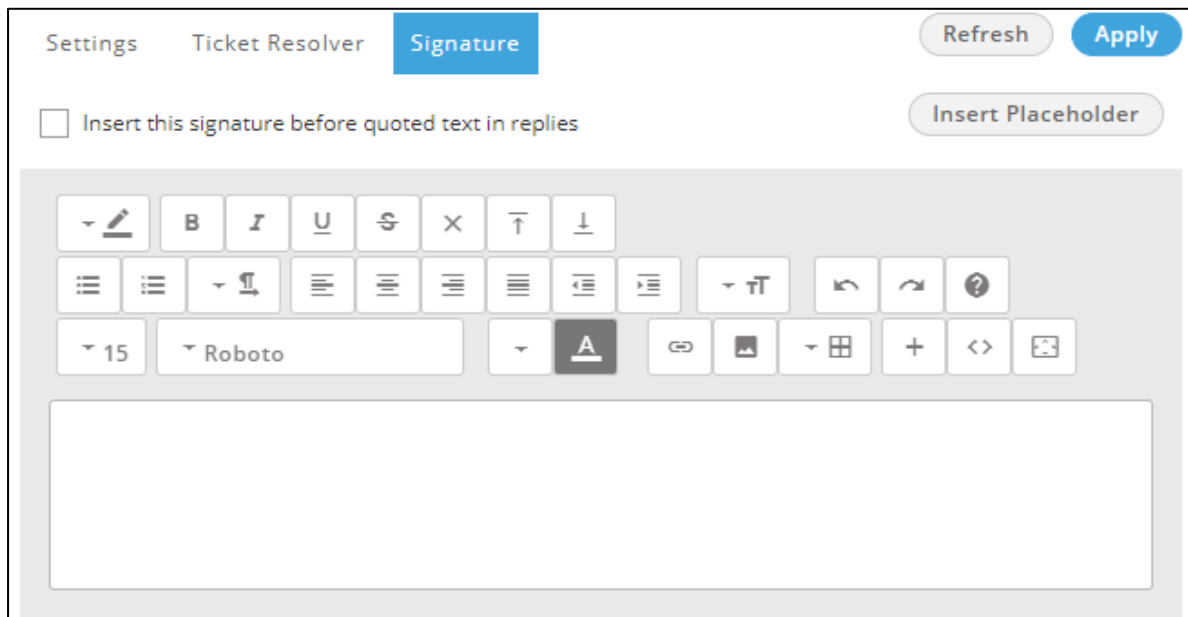 Settings Ticket Resolver Signature Refresh Apply
Insert this signature before quoted text in replies Insert Placeholder
B I U S
15 Roboto A